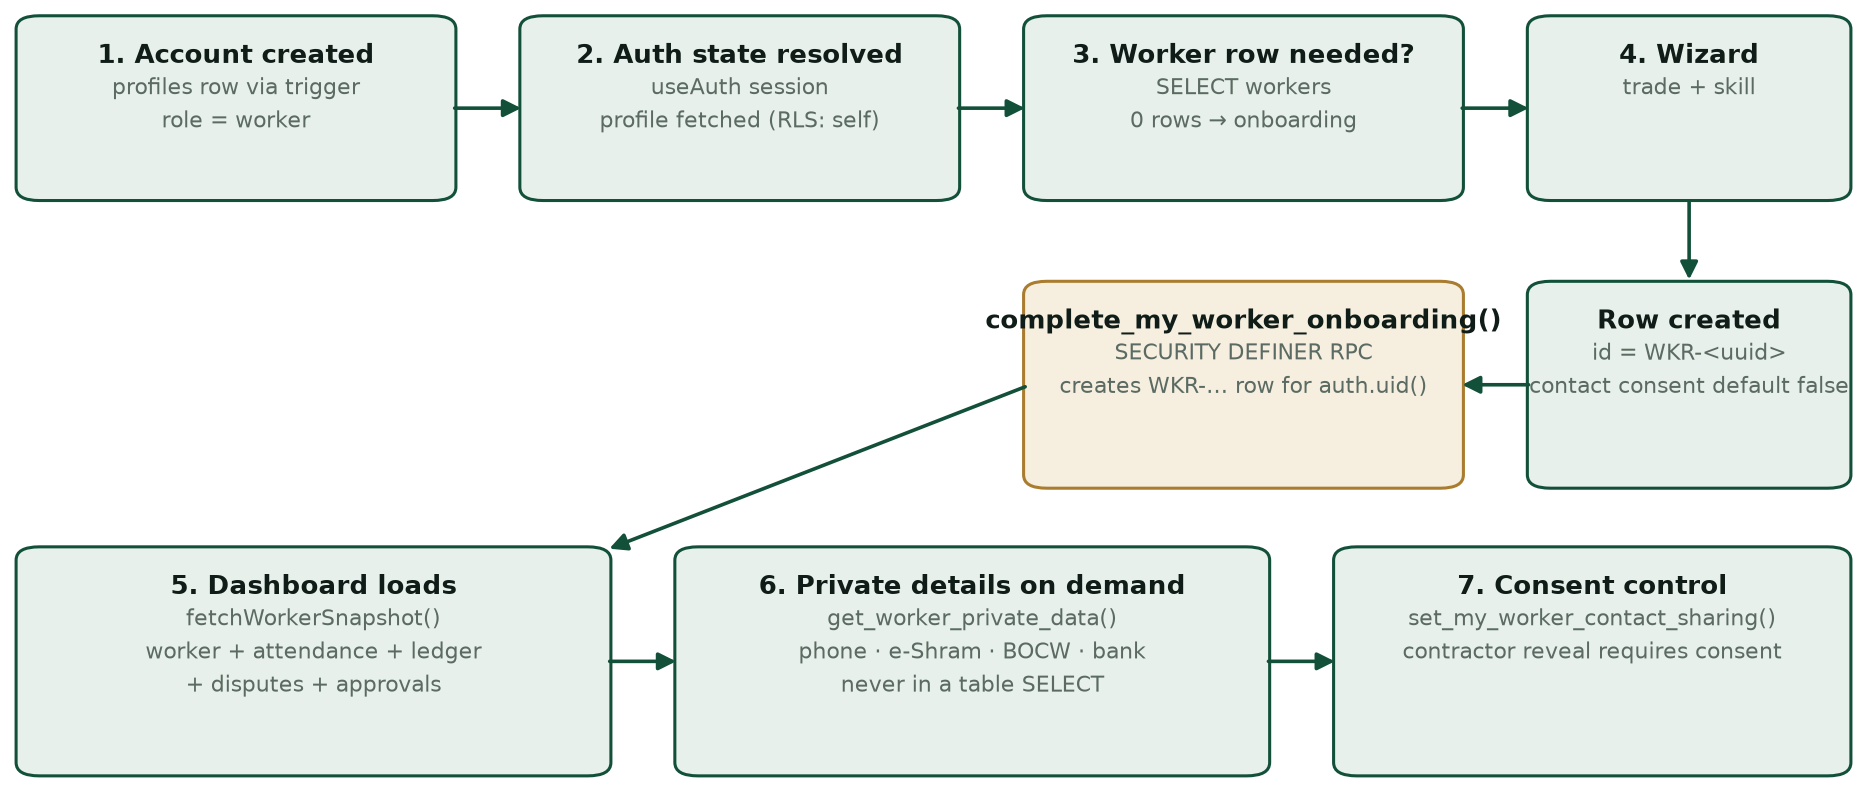 1. Account created
profiles row via trigger
role = worker
2. Auth state resolved
useAuth session
profile fetched (RLS: self)
3. Worker row needed?
SELECT workers
0 rows → onboarding
4. Wizard
trade + skill
complete_my_worker_onboarding()
SECURITY DEFINER RPC
creates WKR-... row for auth.uid()
Row created
id = WKR-<uuid>
contact consent default false
5. Dashboard loads
fetchWorkerSnapshot()
worker + attendance + ledger
+ disputes + approvals
6. Private details on demand
get_worker_private_data()
phone · e-Shram · BOCW · bank
never in a table SELECT
7. Consent control
set_my_worker_contact_sharing()
contractor reveal requires consent